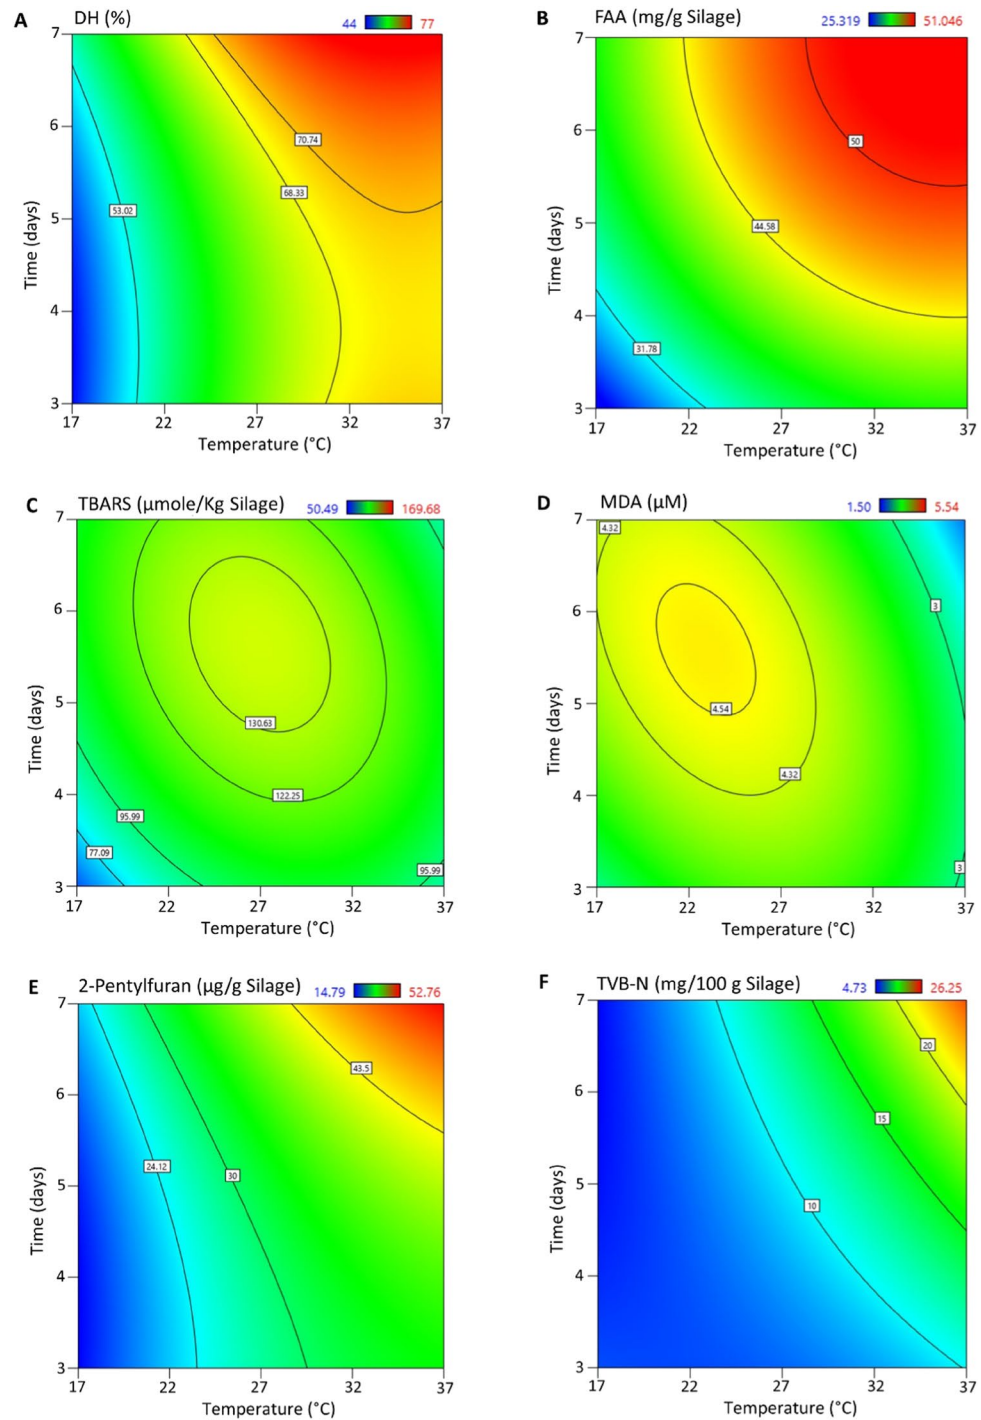 A DH (%) 44 77
7
6
5
4
3
Time (days)
70.74
68.33
53.02
17 22 27 32 37
Temperature (°C)
B FAA (mg/g Silage) 25.319 51.046
7
6
5
4
3
Time (days)
50
44.58
31.78
17 22 27 32 37
Temperature (°C)
C TBARS (µmole/Kg Silage) 50.49 169.68
7
6
5
4
3
Time (days)
130.63
122.25
95.99
77.09
95.99
17 22 27 32 37
Temperature (°C)
D MDA (µM) 1.50 5.54
7
6
5
4
3
Time (days)
4.32
3
4.54
4.32
3
17 22 27 32 37
Temperature (°C)
E 2-Pentylfuran (µg/g Silage) 14.79 52.76
7
6
5
4
3
Time (days)
43.5
24.12
30
17 22 27 32 37
Temperature (°C)
F TVB-N (mg/100 g Silage) 4.73 26.25
7
6
5
4
3
Time (days)
20
15
10
17 22 27 32 37
Temperature (°C)